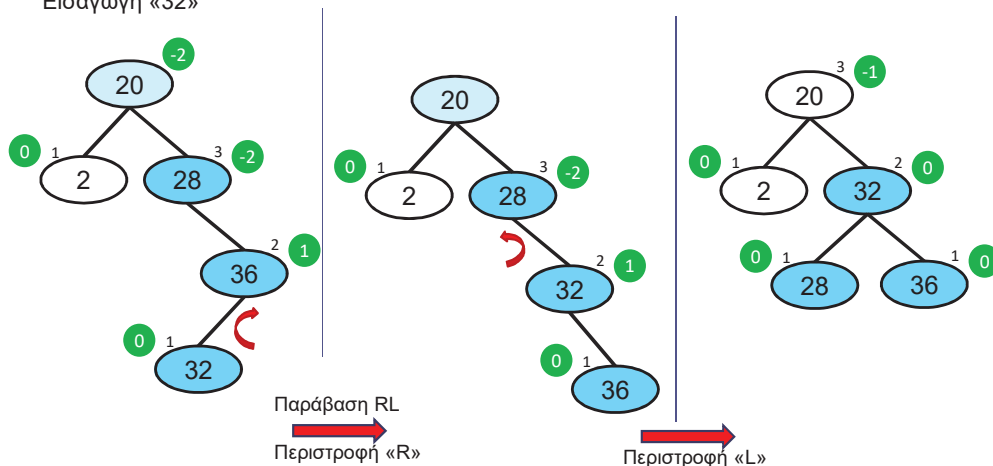 Εισαγωγή «32»
-2
20
0 1 2
28 3 -2
36 2 1
0 1 32
20
0 1 2
28 3 -2
32 2 1
0 1 36
20 3 -1
0 1 2
32 2 0
0 1 28
36 1 0
Παράβαση RL
Περιστροφή «R»
Περιστροφή «L»